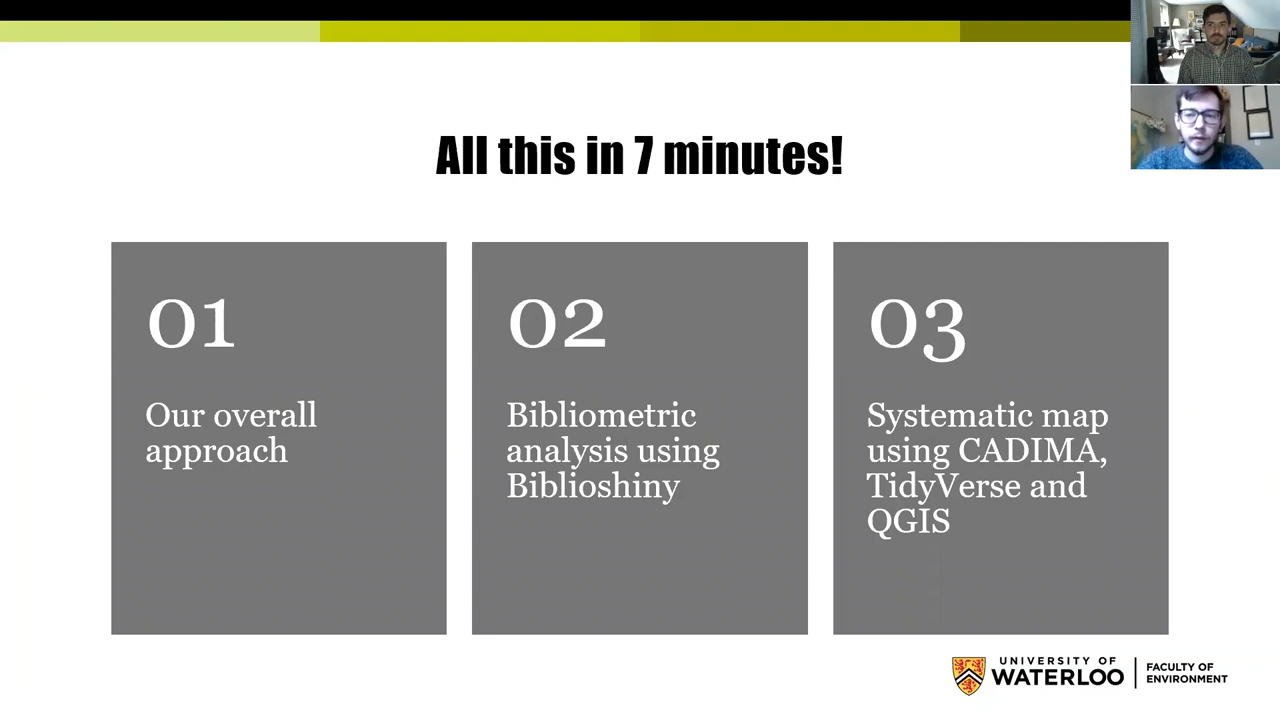 All this in 7 minutes!
01
Our overall
approach
02
Bibliometric
analysis using
Biblioshiny
03
Systematic map
using CADIMA,
TidyVerse and
QGIS
UNIVERSITY OF
WATERLOO
FACULTY OF
ENVIRONMENT